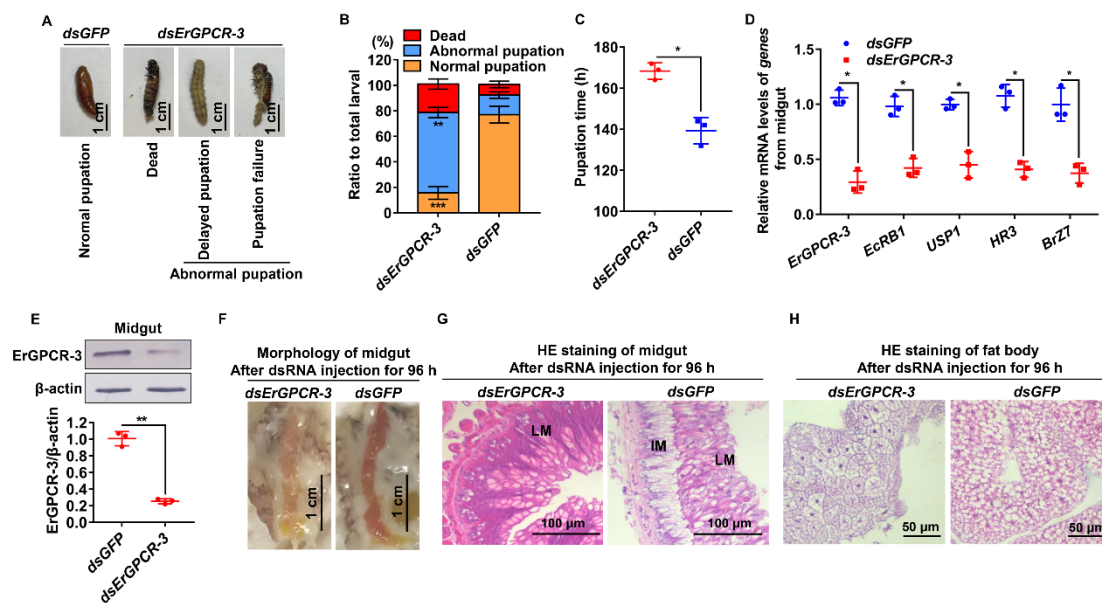 A
dsGFP
dsErGPCR-3
1 cm
1 cm
1 cm
1 cm
Nromal pupation
Dead
Delayed pupation
Pupation failure
Abnormal pupation
B
Dead
Abnormal pupation
Normal pupation
(%)
Ratio to total larval
100
80
60
40
20
0
**
***
dsErGPCR-3
dsGFP
C
Pupation time (h)
180
160
140
120
100
*
dsErGPCR-3
dsGFP
D
dsGFP
dsErGPCR-3
Relative mRNA levels of genes
from midgut
1.5
1.0
0.5
0.0
* * * * *
ErGPCR-3
EcRB1
USP1
HR3
BrZ7
E
Midgut
ErGPCR-3
β-actin
ErGPCR-3/β-actin
1.2
1.0
0.8
0.6
0.4
0.2
0.0
**
dsGFP
dsErGPCR-3
F
Morphology of midgut
After dsRNA injection for 96 h
dsErGPCR-3
dsGFP
1 cm
1 cm
G
HE staining of midgut
After dsRNA injection for 96 h
dsErGPCR-3
dsGFP
LM
IM
LM
100 μm
100 μm
H
HE staining of fat body
After dsRNA injection for 96 h
dsErGPCR-3
dsGFP
50 μm
50 μm